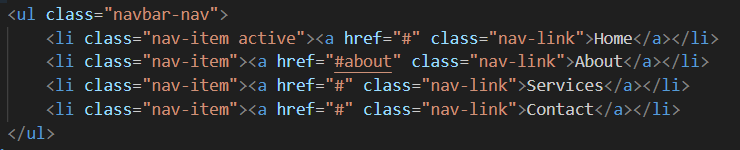 <ul class="navbar-nav">
    <li class="nav-item active"><a href="#" class="nav-link">Home</a></li>
    <li class="nav-item"><a href="#about" class="nav-link">About</a></li>
    <li class="nav-item"><a href="#" class="nav-link">Services</a></li>
    <li class="nav-item"><a href="#" class="nav-link">Contact</a></li>
</ul>